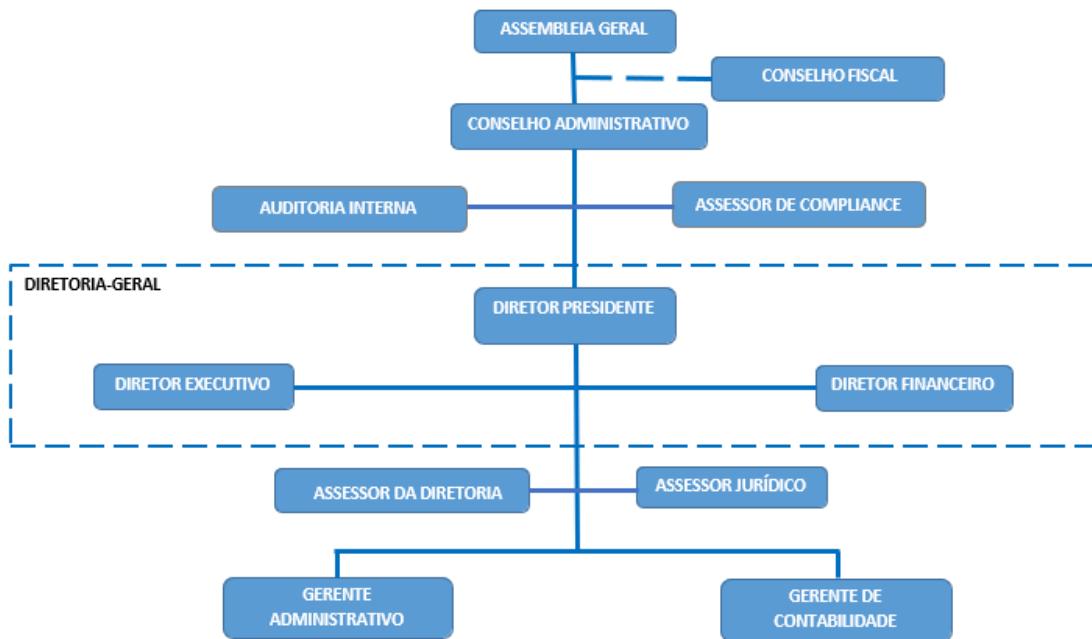 ASSEMBLEIA GERAL
CONSELHO FISCAL
CONSELHO ADMINISTRATIVO
AUDITORIA INTERNA
ASSESSOR DE COMPLIANCE
DIRETORIA-GERAL
DIRETOR PRESIDENTE
DIRETOR EXECUTIVO
DIRETOR FINANCEIRO
ASSESSOR DA DIRETORIA
ASSESSOR JURÍDICO
GERENTE
ADMINISTRATIVO
GERENTE DE
CONTABILIDADE